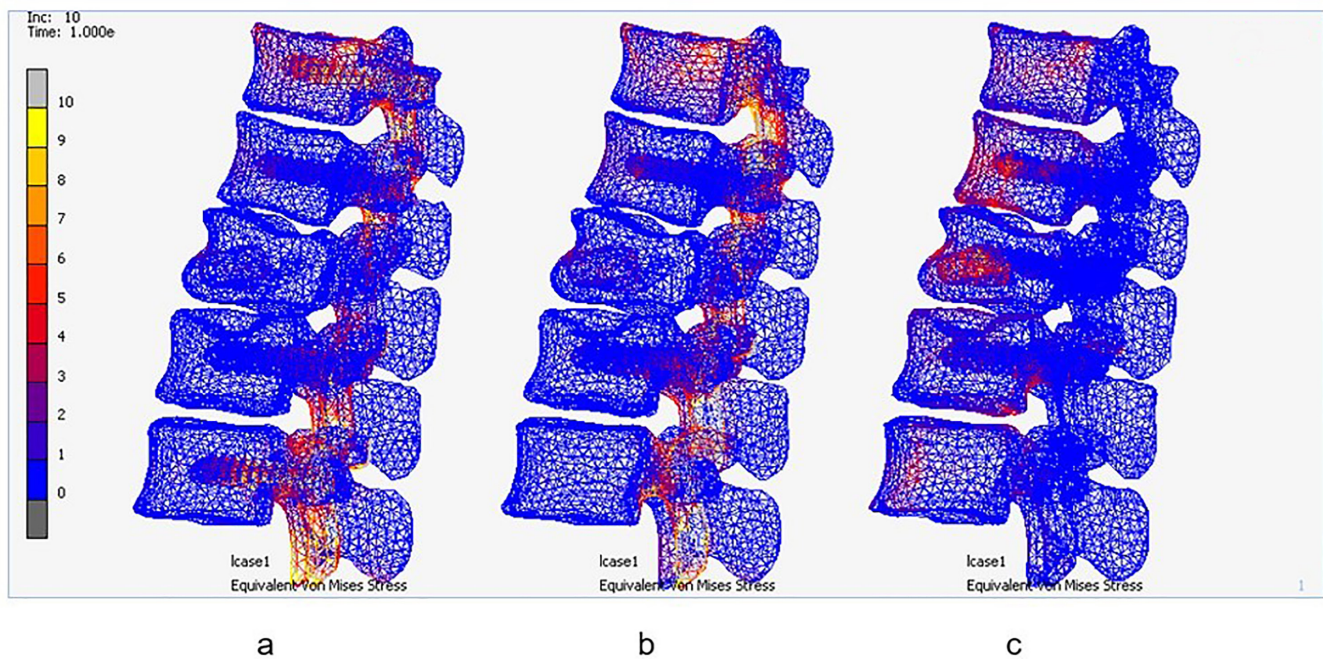 Inc: 10
Time: 1.000e
10
9
8
7
6
5
4
3
2
1
0
lcase1
Equivalent Von Mises Stress
lcase1
Equivalent Von Mises Stress
lcase1
Equivalent Von Mises Stress
1
a
b
c